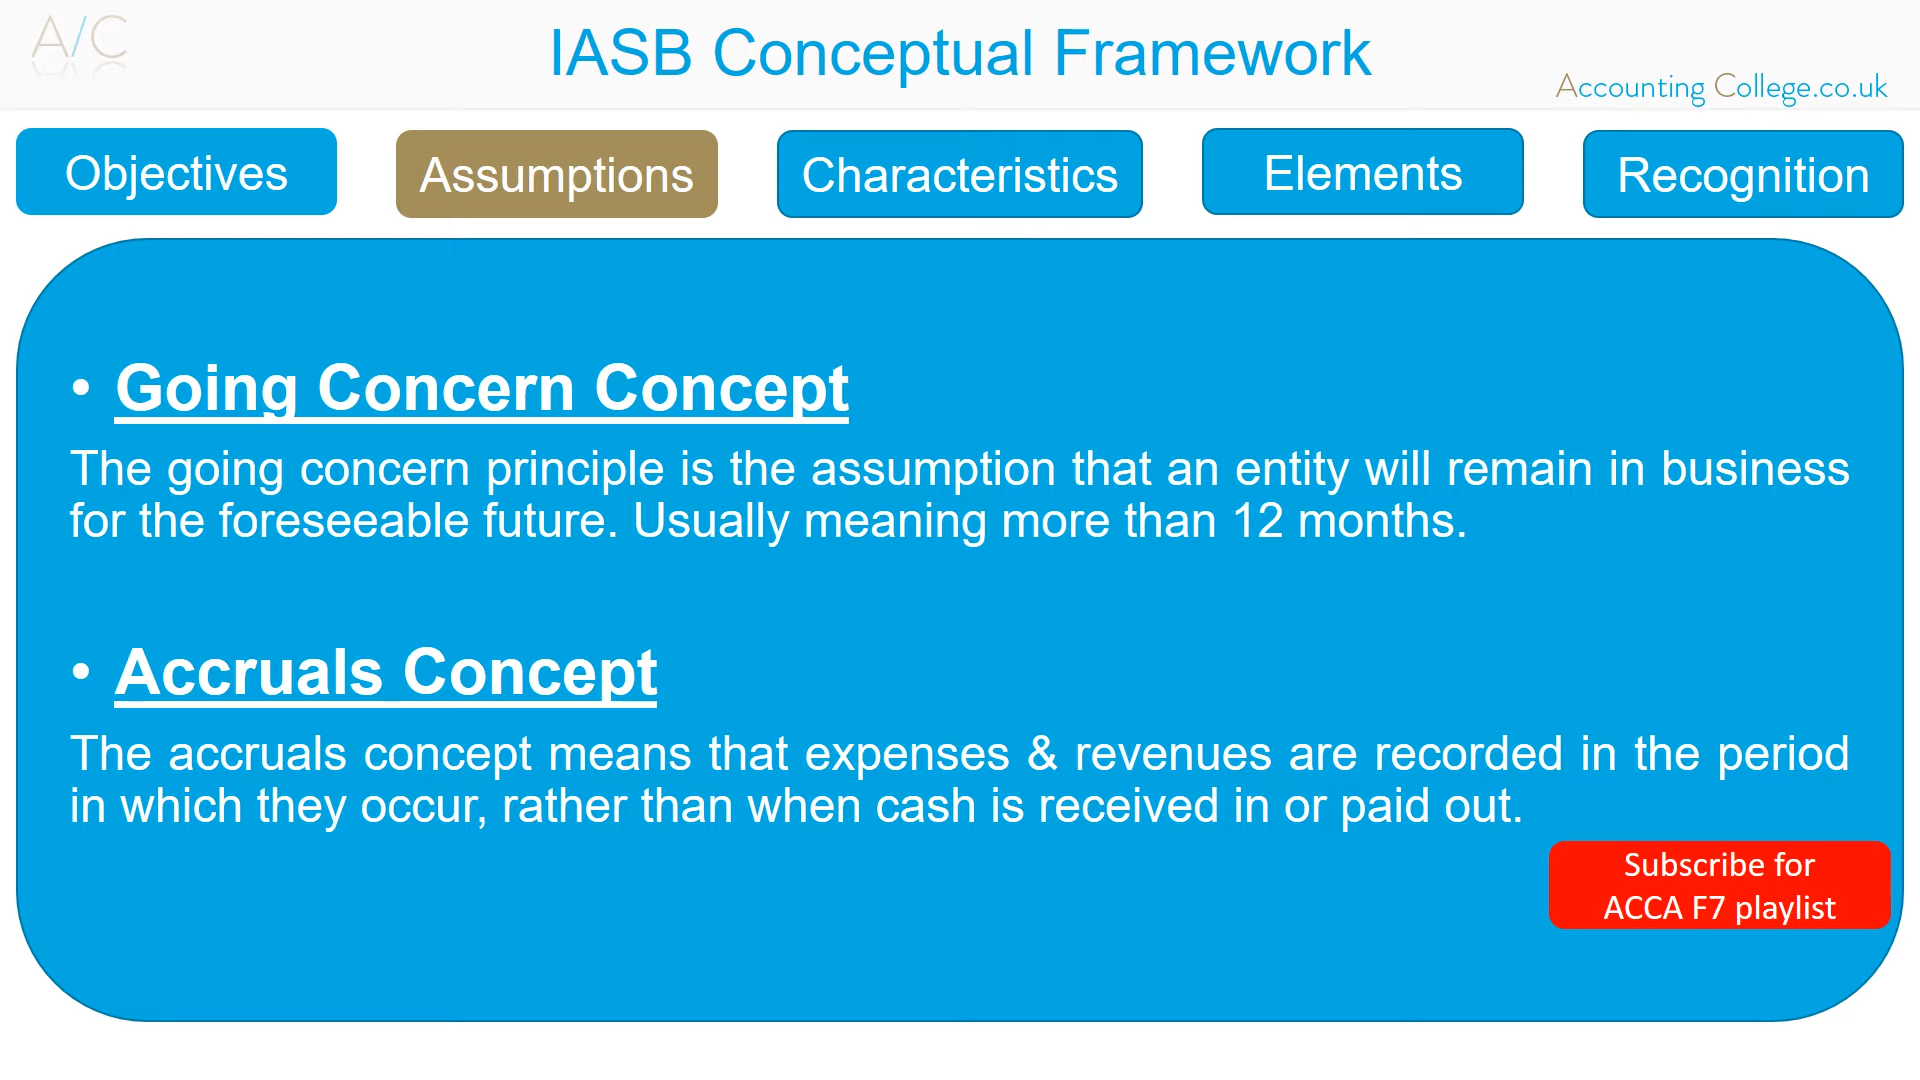 A/C
IASB Conceptual Framework
Accounting College.co.uk
Objectives
Assumptions
Characteristics
Elements
Recognition
• Going Concern Concept
The going concern principle is the assumption that an entity will remain in business
for the foreseeable future. Usually meaning more than 12 months.
• Accruals Concept
The accruals concept means that expenses & revenues are recorded in the period
in which they occur, rather than when cash is received in or paid out.
Subscribe for
ACCA F7 playlist